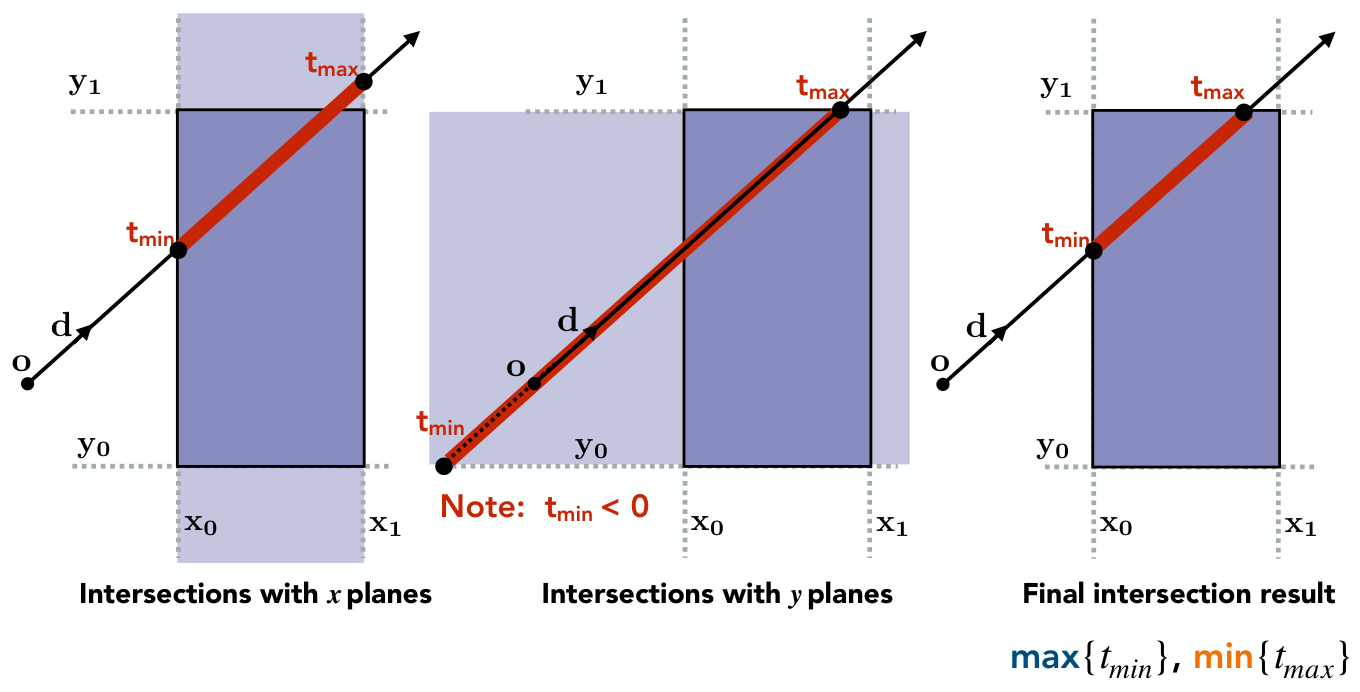 y₁
t_max
t_min
d
o
y₀
x₀
x₁
Intersections with x planes
y₁
t_max
d
o
t_min
y₀
Note: t_min < 0
x₀
x₁
Intersections with y planes
y₁
t_max
t_min
d
o
y₀
x₀
x₁
Final intersection result
max{t_min}, min{t_max}